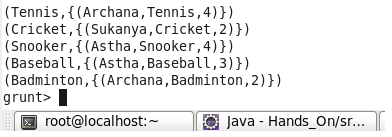 (Tennis,{(Archana,Tennis,4)})
(Cricket,{(Sukanya,Cricket,2)})
(Snooker,{(Astha,Snooker,4)})
(Baseball,{(Astha,Baseball,3)})
(Badminton,{(Archana,Badminton,2)})
grunt>
root@localhost:~ Java - Hands_On/sr...